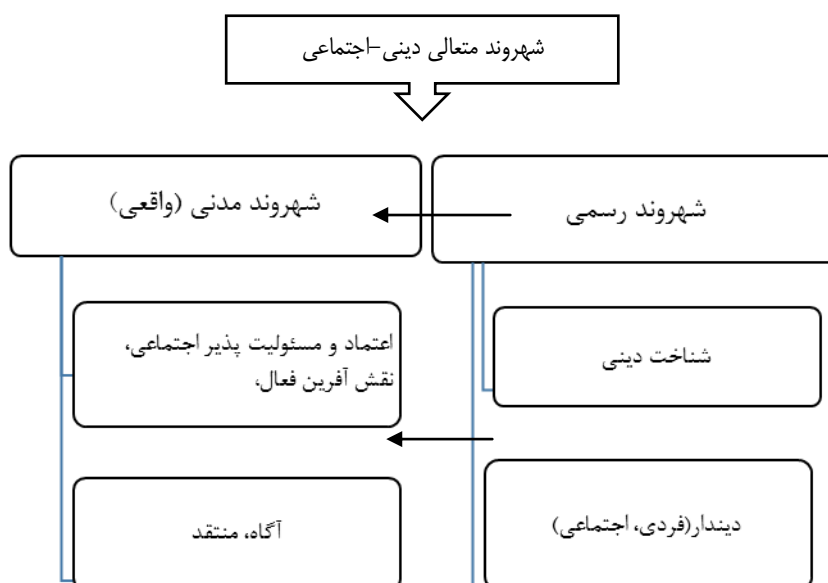 شهروند متعالی دینی-اجتماعی
شهروند رسمی
شهروند مدنی (واقعی)
شناخت دینی
اعتماد و مسئولیت پذیر اجتماعی،
نقش آفرین فعال،
دیندار(فردی، اجتماعی)
آگاه، منتقد